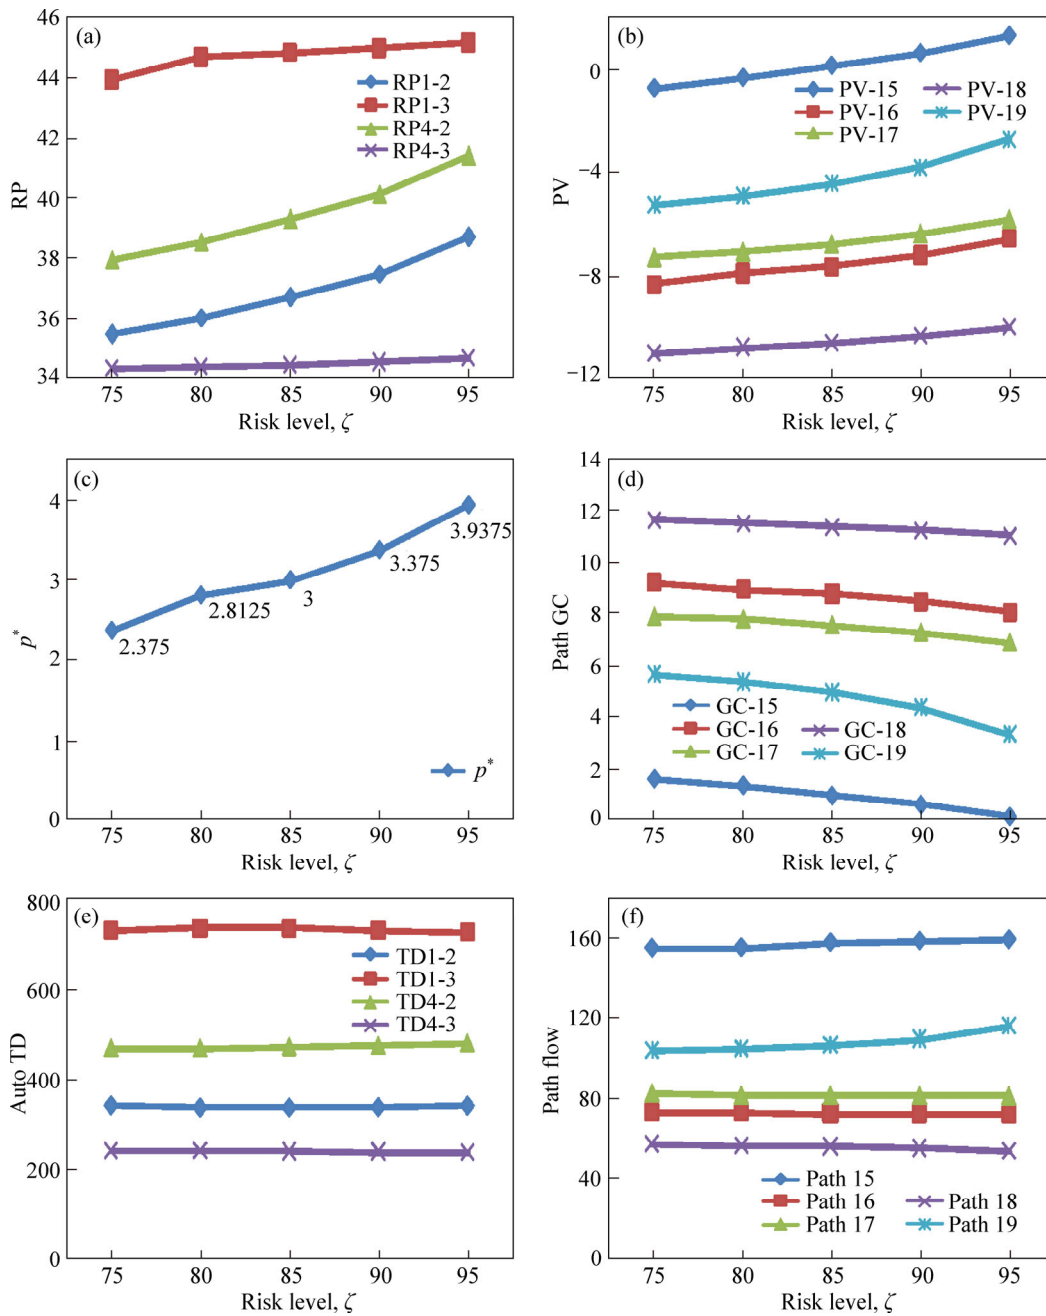 (a)
46
44
42
40
38
36
34
RP
RP1-2
RP1-3
RP4-2
RP4-3
75 80 85 90 95
Risk level, ζ
(b)
0
−4
−8
−12
PV
PV-15 PV-18
PV-16 PV-19
PV-17
75 80 85 90 95
Risk level, ζ
(c)
4
3
2
1
0
p*
2.375
2.8125
3
3.375
3.9375
p*
75 80 85 90 95
Risk level, ζ
(d)
14
12
10
8
6
4
2
0
Path GC
GC-15
GC-16 GC-18
GC-17 GC-19
75 80 85 90 95
Risk level, ζ
(e)
800
600
400
200
0
Auto TD
TD1-2
TD1-3
TD4-2
TD4-3
75 80 85 90 95
Risk level, ζ
(f)
160
120
80
40
0
Path flow
Path 15
Path 16 Path 18
Path 17 Path 19
75 80 85 90 95
Risk level, ζ